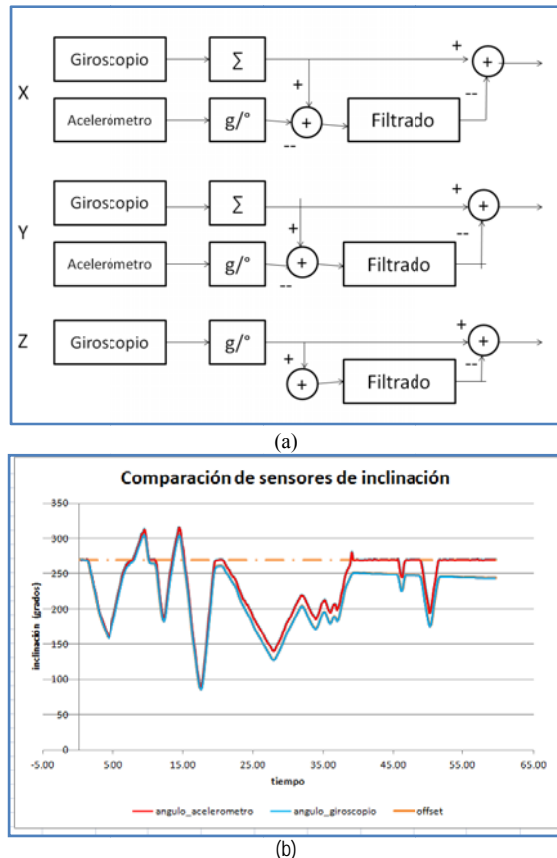 X
Giroscopio
Σ
+
+
Acelerómetro
g/°
+
--
Filtrado
--
+
Y
Giroscopio
Σ
+
+
Acelerómetro
g/°
+
--
Filtrado
--
+
Z
Giroscopio
g/°
+
+
+
Filtrado
--
+
(a)
Comparación de sensores de inclinación
inclinación (grados)
350
300
250
200
150
100
50
0
-5.00 5.00 15.00 25.00 35.00 45.00 55.00 65.00
tiempo
angulo_acelerometro angulo_giroscopio offset
(b)